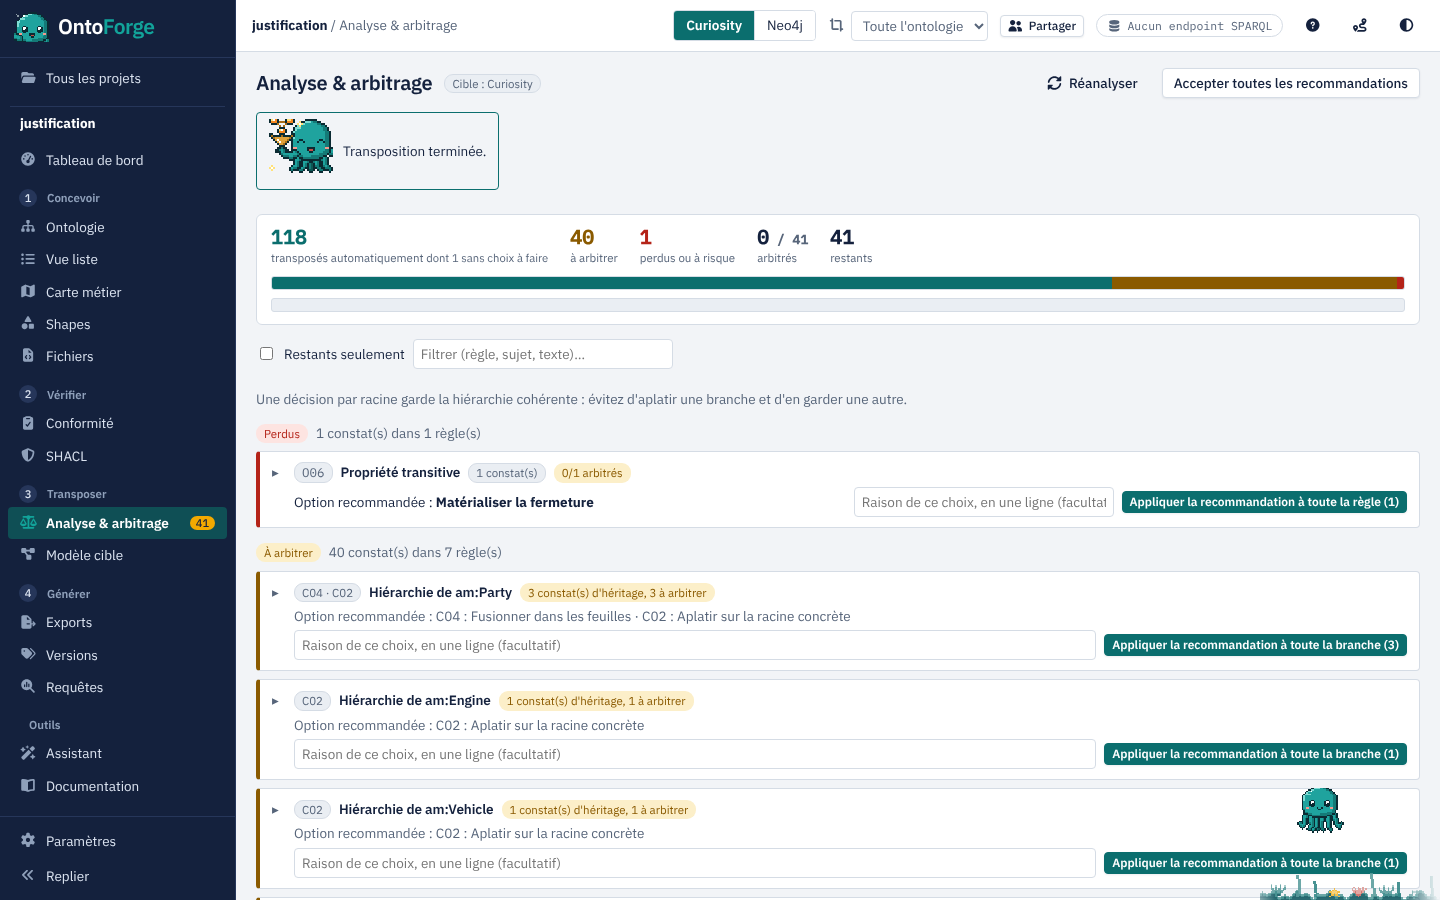 OntoForge
Tous les projets
justification
Tableau de bord
1 Concevoir
Ontologie
Vue liste
Carte métier
Shapes
Fichiers
2 Vérifier
Conformité
SHACL
3 Transposer
Analyse & arbitrage 41
Modèle cible
4 Générer
Exports
Versions
Requêtes
Outils
Assistant
Documentation
Paramètres
Replier
justification / Analyse & arbitrage
Curiosity Neo4j Toute l'ontologie Partager Aucun endpoint SPARQL
Analyse & arbitrage Cible : Curiosity Réanalyser Accepter toutes les recommandations
Transposition terminée.
118 40 1 0 / 41 41
transposés automatiquement dont 1 sans choix à faire à arbitrer perdus ou à risque arbitrés restants
Restants seulement Filtrer (règle, sujet, texte)...
Une décision par racine garde la hiérarchie cohérente : évitez d'aplatir une branche et d'en garder une autre.
Perdus 1 constat(s) dans 1 règle(s)
O06 Propriété transitive 1 constat(s) 0/1 arbitrés
Option recommandée : Matérialiser la fermeture Raison de ce choix, en une ligne (facultat Appliquer la recommandation à toute la règle (1)
À arbitrer 40 constat(s) dans 7 règle(s)
C04 · C02 Hiérarchie de am:Party 3 constat(s) d'héritage, 3 à arbitrer
Option recommandée : C04 : Fusionner dans les feuilles · C02 : Aplatir sur la racine concrète
Raison de ce choix, en une ligne (facultatif) Appliquer la recommandation à toute la branche (3)
C02 Hiérarchie de am:Engine 1 constat(s) d'héritage, 1 à arbitrer
Option recommandée : C02 : Aplatir sur la racine concrète
Raison de ce choix, en une ligne (facultatif) Appliquer la recommandation à toute la branche (1)
C02 Hiérarchie de am:Vehicle 1 constat(s) d'héritage, 1 à arbitrer
Option recommandée : C02 : Aplatir sur la racine concrète
Raison de ce choix, en une ligne (facultatif) Appliquer la recommandation à toute la branche (1)